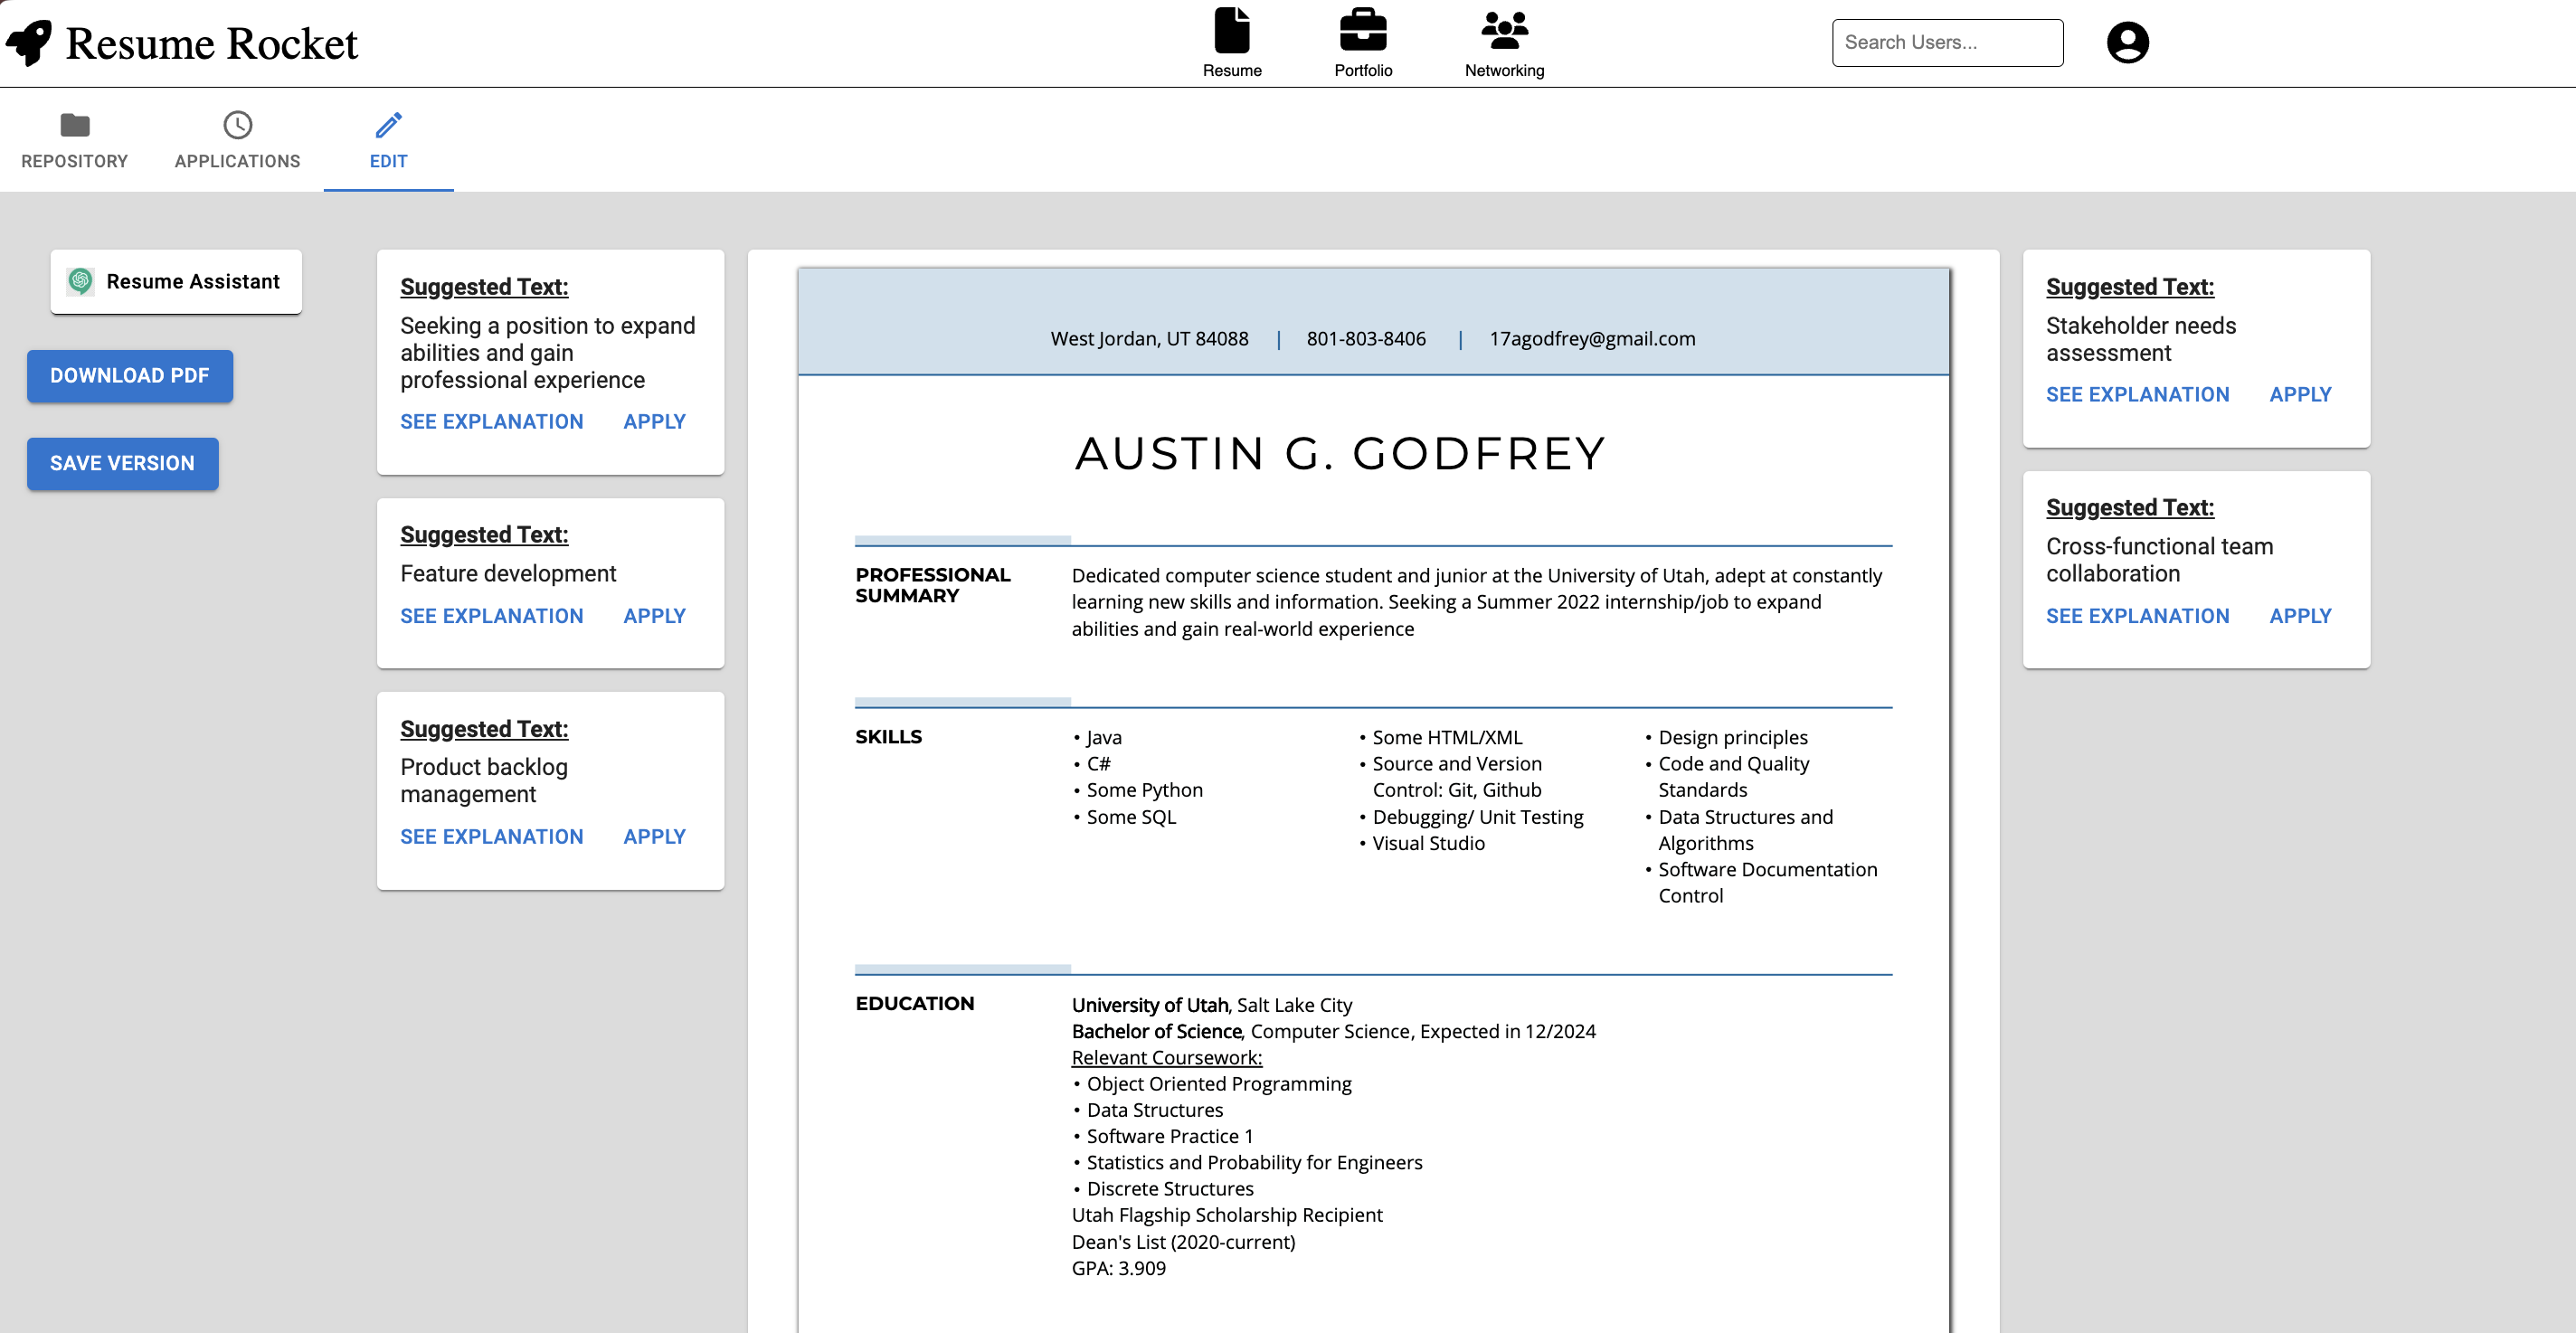 Resume Rocket
Resume
Portfolio
Networking
Search Users...
REPOSITORY
APPLICATIONS
EDIT
Resume Assistant
DOWNLOAD PDF
SAVE VERSION
Suggested Text:
Seeking a position to expand
abilities and gain
professional experience
SEE EXPLANATION APPLY
Suggested Text:
Feature development
SEE EXPLANATION APPLY
Suggested Text:
Product backlog
management
SEE EXPLANATION APPLY
West Jordan, UT 84088 | 801-803-8406 | 17agodfrey@gmail.com
AUSTIN G. GODFREY
PROFESSIONAL
SUMMARY
Dedicated computer science student and junior at the University of Utah, adept at constantly
learning new skills and information. Seeking a Summer 2022 internship/job to expand
abilities and gain real-world experience
SKILLS
• Java
• C#
• Some Python
• Some SQL
• Some HTML/XML
• Source and Version
Control: Git, Github
• Debugging/ Unit Testing
• Visual Studio
• Design principles
• Code and Quality
Standards
• Data Structures and
Algorithms
• Software Documentation
Control
EDUCATION
University of Utah, Salt Lake City
Bachelor of Science, Computer Science, Expected in 12/2024
Relevant Coursework:
• Object Oriented Programming
• Data Structures
• Software Practice 1
• Statistics and Probability for Engineers
• Discrete Structures
Utah Flagship Scholarship Recipient
Dean's List (2020-current)
GPA: 3.909
Suggested Text:
Stakeholder needs
assessment
SEE EXPLANATION APPLY
Suggested Text:
Cross-functional team
collaboration
SEE EXPLANATION APPLY